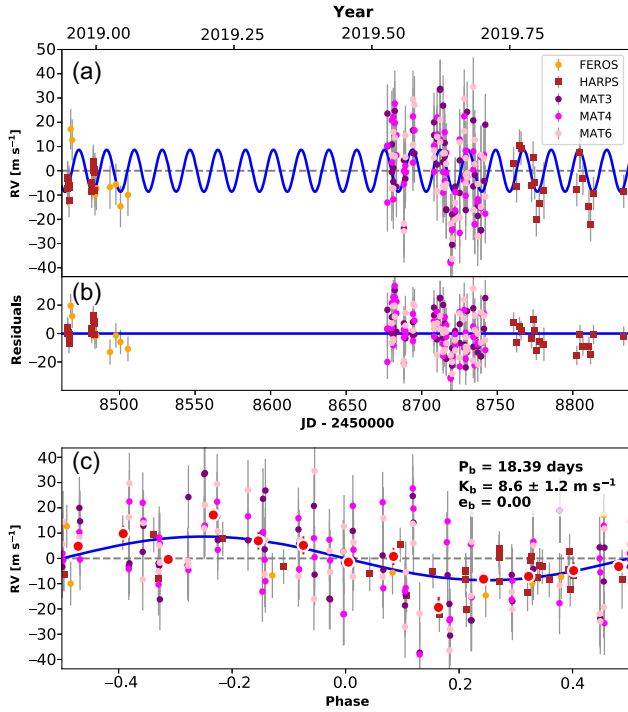 Year
2019.00 2019.25 2019.50 2019.75
(a)
50
40
30
20
10
0
−10
−20
−30
−40
RV [m s⁻¹]
FEROS
HARPS
MAT3
MAT4
MAT6
(b)
20
0
−20
Residuals
8500 8550 8600 8650 8700 8750 8800
JD - 2450000
(c)
P_b = 18.39 days
K_b = 8.6 ± 1.2 m s⁻¹
e_b = 0.00
40
30
20
10
0
−10
−20
−30
−40
RV [m s⁻¹]
−0.4 −0.2 0.0 0.2 0.4
Phase